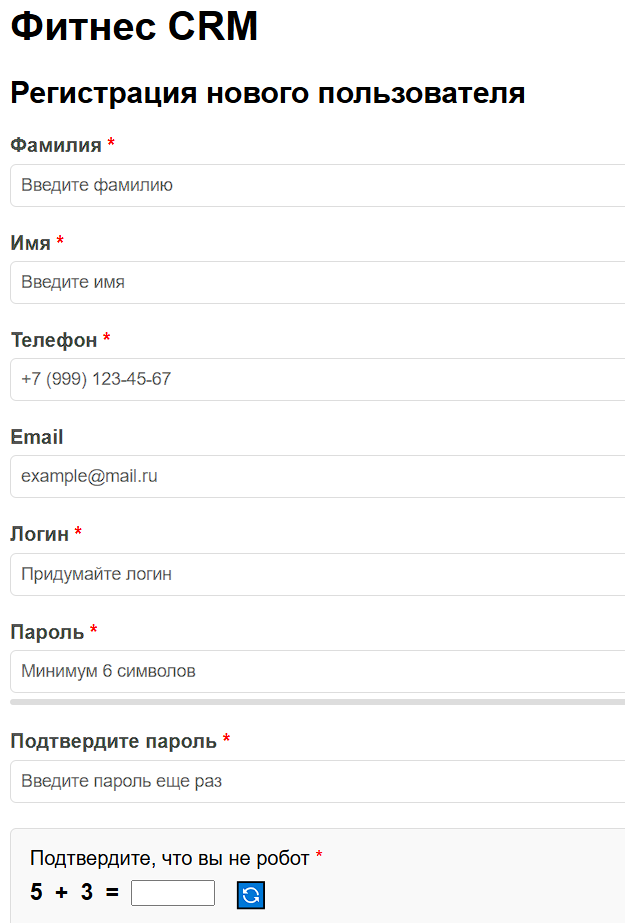 Фитнес CRM
Регистрация нового пользователя
Фамилия *
Введите фамилию
Имя *
Введите имя
Телефон *
+7 (999) 123-45-67
Email
example@mail.ru
Логин *
Придумайте логин
Пароль *
Минимум 6 символов
Подтвердите пароль *
Введите пароль еще раз
Подтвердите, что вы не робот *
5 + 3 =